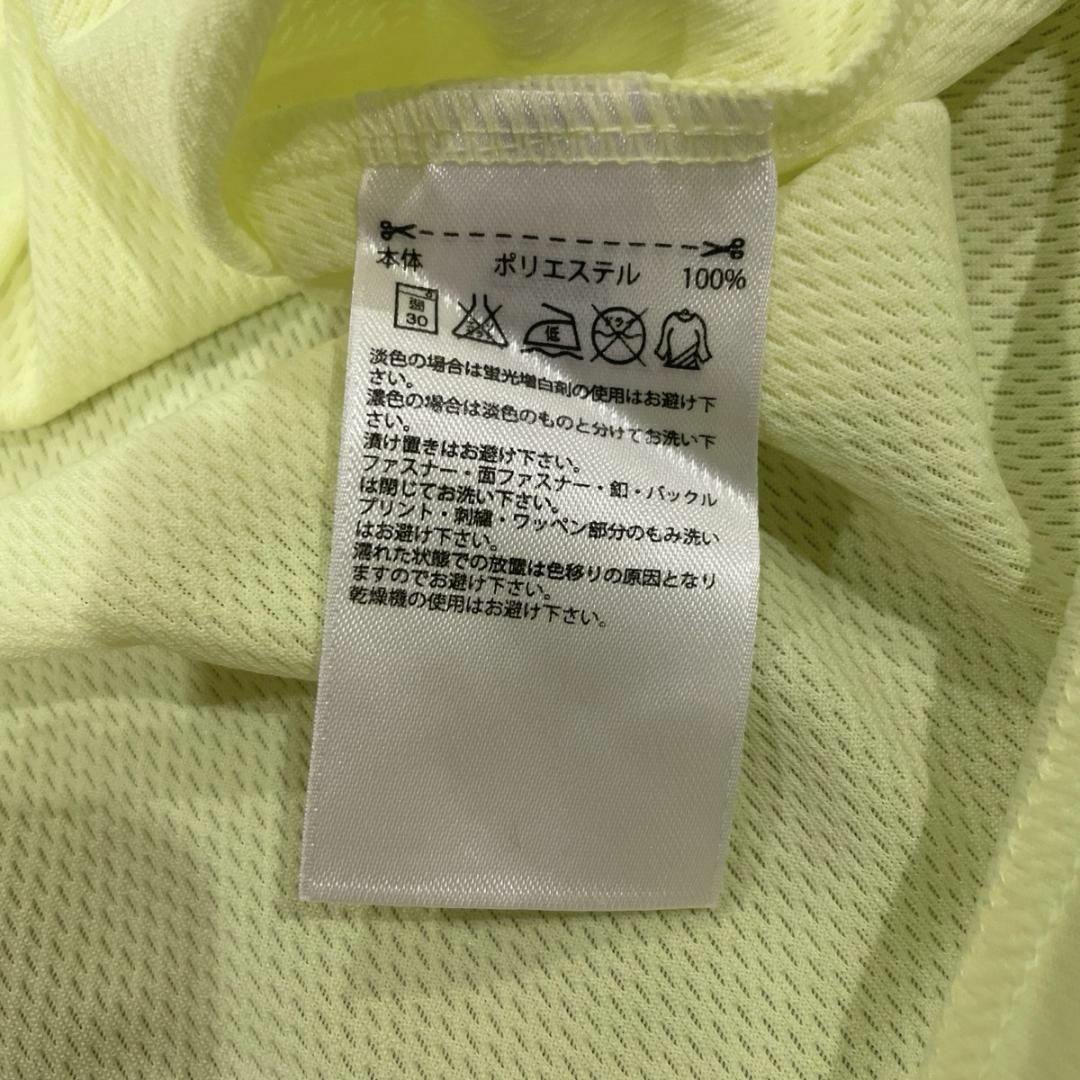 本体 ポリエステル 100%
30 低
淡色の場合は蛍光増白剤の使用はお避け下
さい。
濃色の場合は淡色のものと分けてお洗い下
さい。
漬け置きはお避け下さい。
ファスナー・面ファスナー・釦・バックル
は閉じてお洗い下さい。
プリント・刺繍・ワッペン部分のもみ洗い
はお避け下さい。
濡れた状態での放置は色移りの原因となり
ますのでお避け下さい。
乾燥機の使用はお避け下さい。